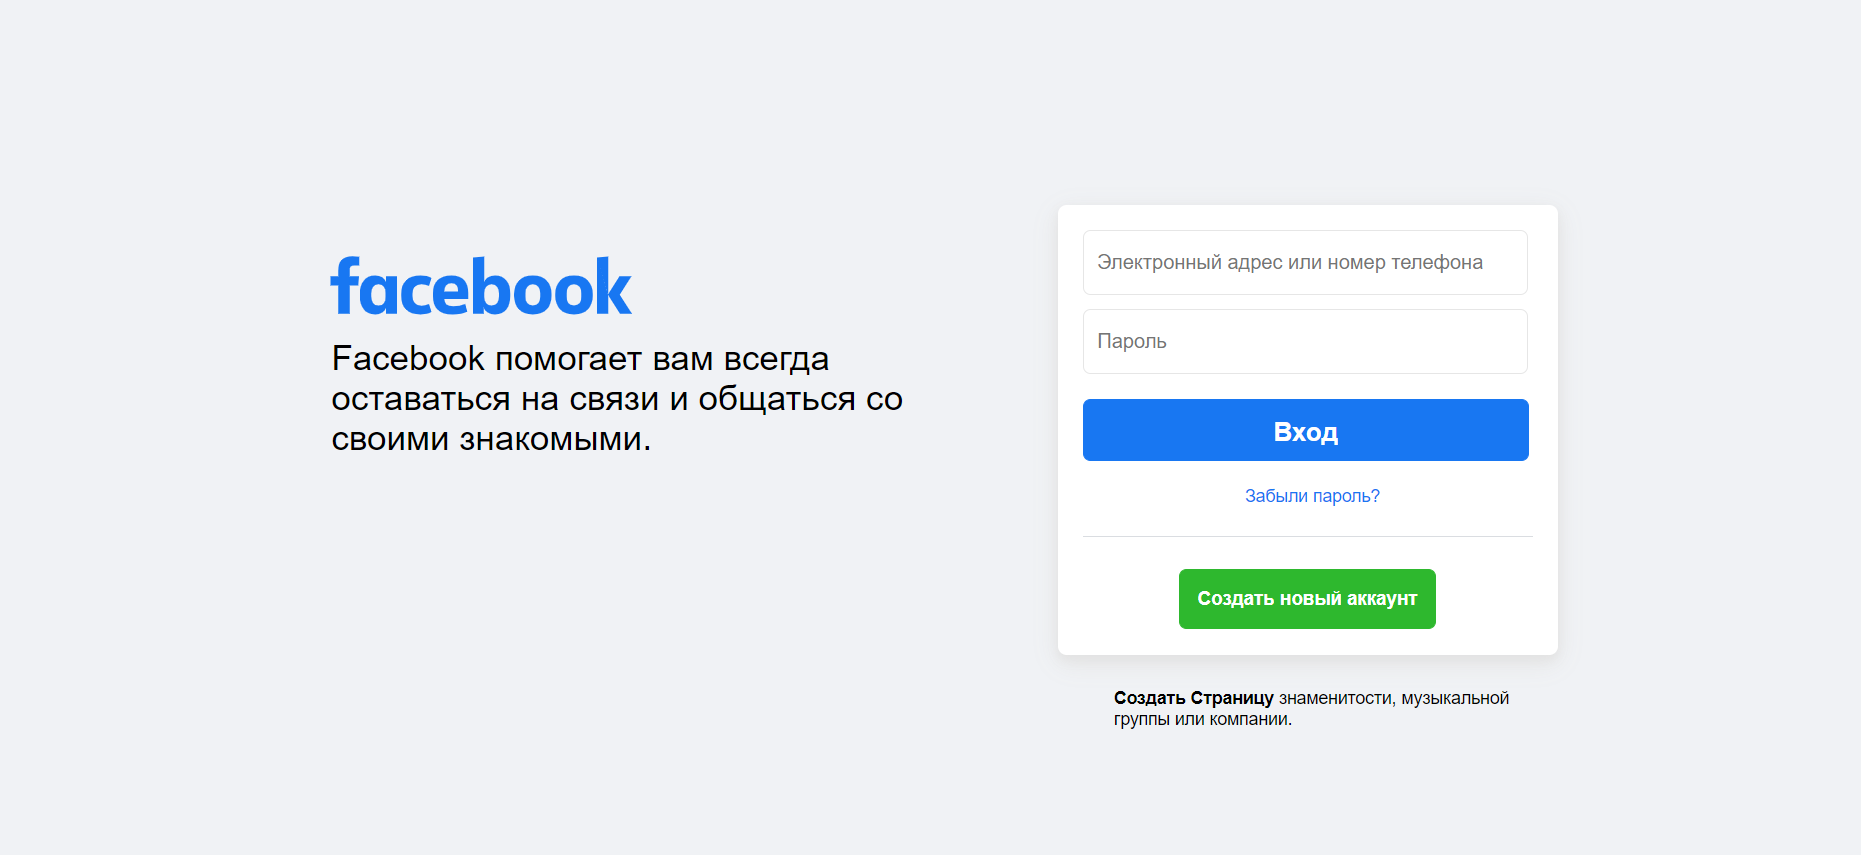 facebook
Facebook помогает вам всегда
оставаться на связи и общаться со
своими знакомыми.
Электронный адрес или номер телефона
Пароль
Вход
Забыли пароль?
Создать новый аккаунт
Создать Страницу знаменитости, музыкальной
группы или компании.